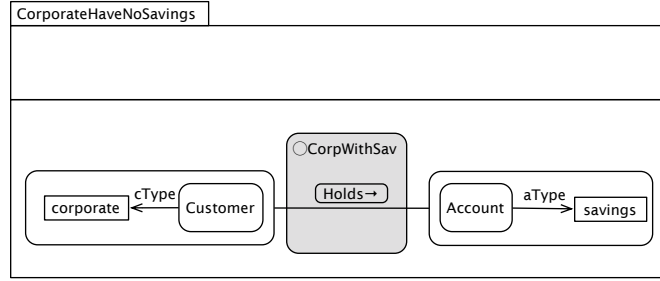 CorporateHaveNoSavings
○CorpWithSav
Holds→
corporate
cType
Customer
Account
aType
savings